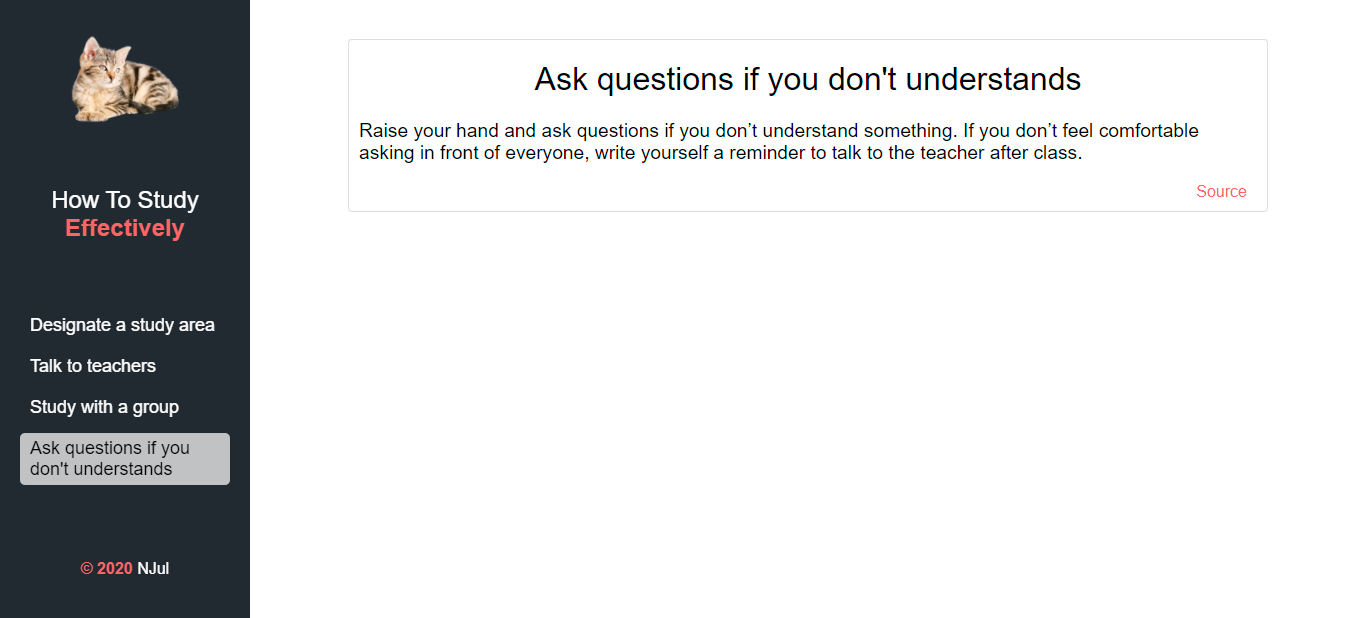 How To Study
Effectively
Designate a study area
Talk to teachers
Study with a group
Ask questions if you
don't understands
© 2020 NJul
Ask questions if you don't understands
Raise your hand and ask questions if you don’t understand something. If you don’t feel comfortable
asking in front of everyone, write yourself a reminder to talk to the teacher after class.
Source